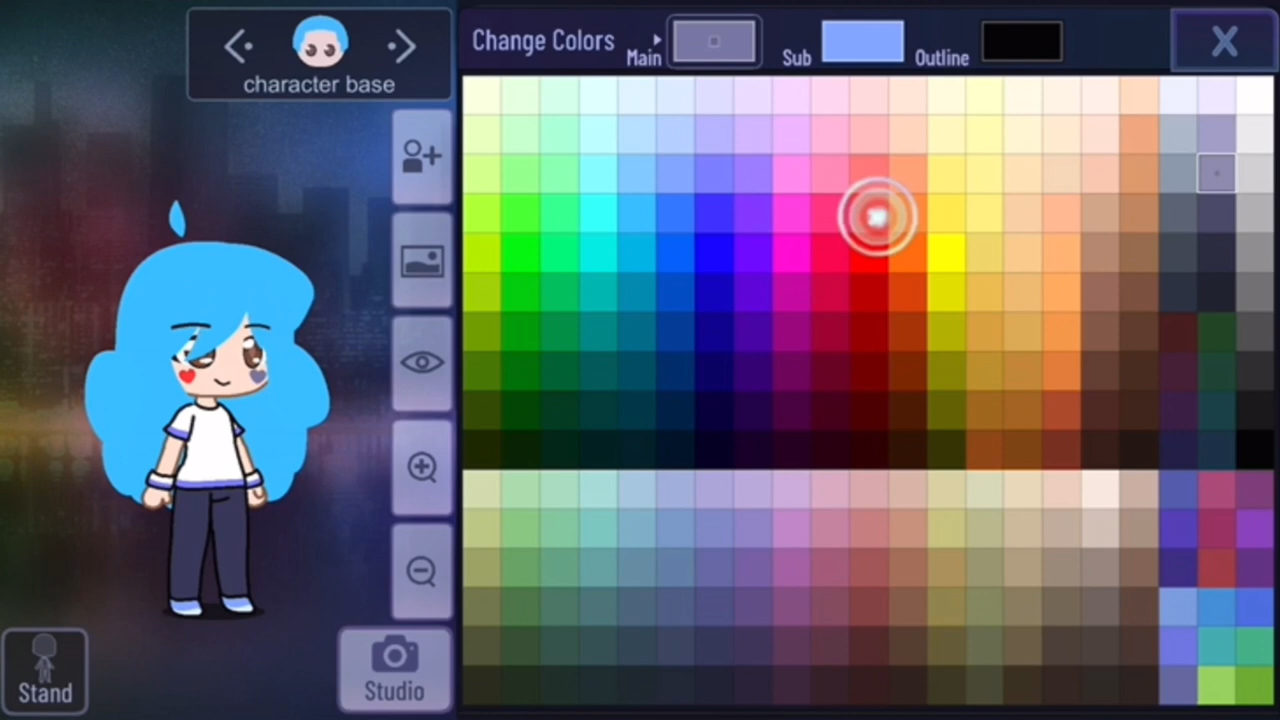 character base
Change Colors
Main
Sub
Outline
X
Stand
Studio